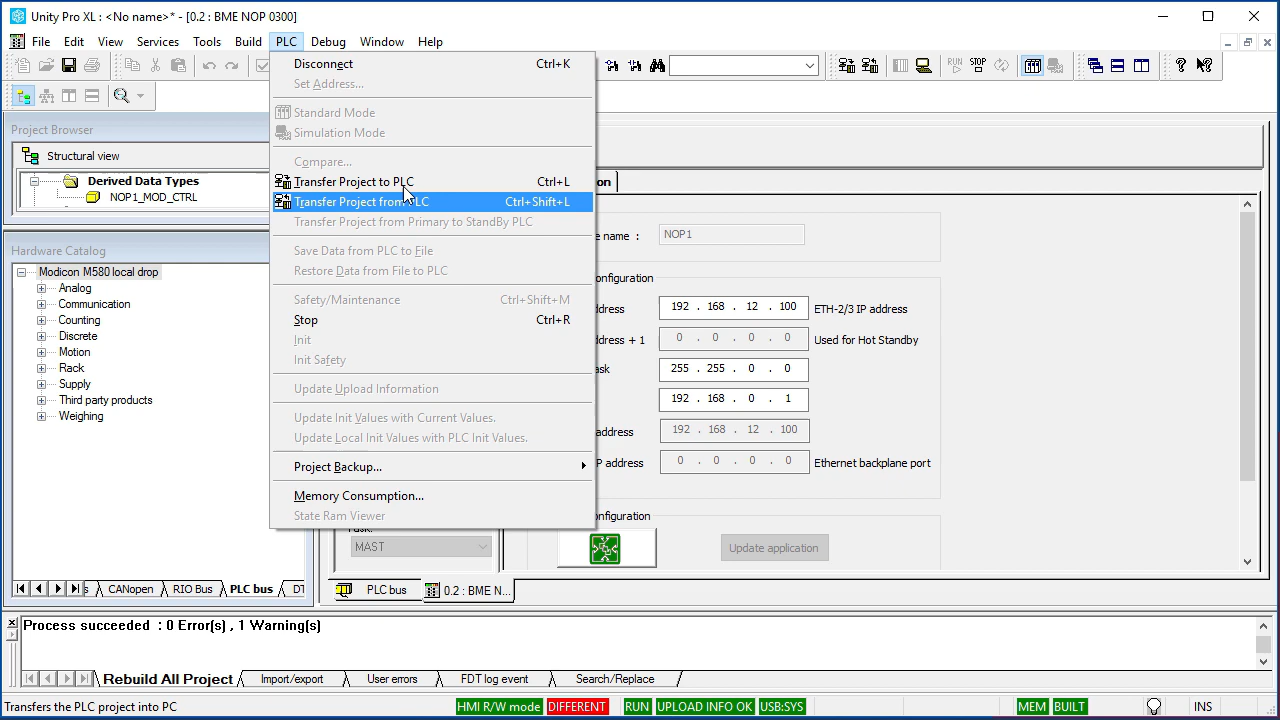 Unity Pro XL : <No name>* - [0.2 : BME NOP 0300]
File Edit View Services Tools Build PLC Debug Window Help
Disconnect Ctrl+K
Set Address...
Standard Mode
Simulation Mode
Compare...
Transfer Project to PLC Ctrl+L
Transfer Project from PLC Ctrl+Shift+L
Transfer Project from Primary to StandBy PLC
Save Data from PLC to File
Restore Data from File to PLC
Safety/Maintenance Ctrl+Shift+M
Stop Ctrl+R
Init
Init Safety
Update Upload Information
Update Init Values with Current Values.
Update Local Init Values with PLC Init Values.
Project Backup...
Memory Consumption...
State Ram Viewer
RUN STOP
Project Browser
Structural view
Derived Data Types
NOP1_MOD_CTRL
Hardware Catalog
Modicon M580 local drop
Analog
Communication
Counting
Discrete
Motion
Rack
Supply
Third party products
Weighing
CANopen RIO Bus PLC bus DT
on
e name : NOP1
onfiguration
ddress 192 . 168 . 12 . 100 ETH-2/3 IP address
ddress + 1 0 . 0 . 0 . 0 Used for Hot Standby
ask 255 . 255 . 0 . 0
192 . 168 . 0 . 1
address 192 . 168 . 12 . 100
P address 0 . 0 . 0 . 0 Ethernet backplane port
onfiguration
Update application
MAST
PLC bus 0.2 : BME N...
Process succeeded : 0 Error(s) , 1 Warning(s)
Rebuild All Project Import/export User errors FDT log event Search/Replace
Transfers the PLC project into PC HMI R/W mode DIFFERENT RUN UPLOAD INFO OK USB:SYS MEM BUILT INS